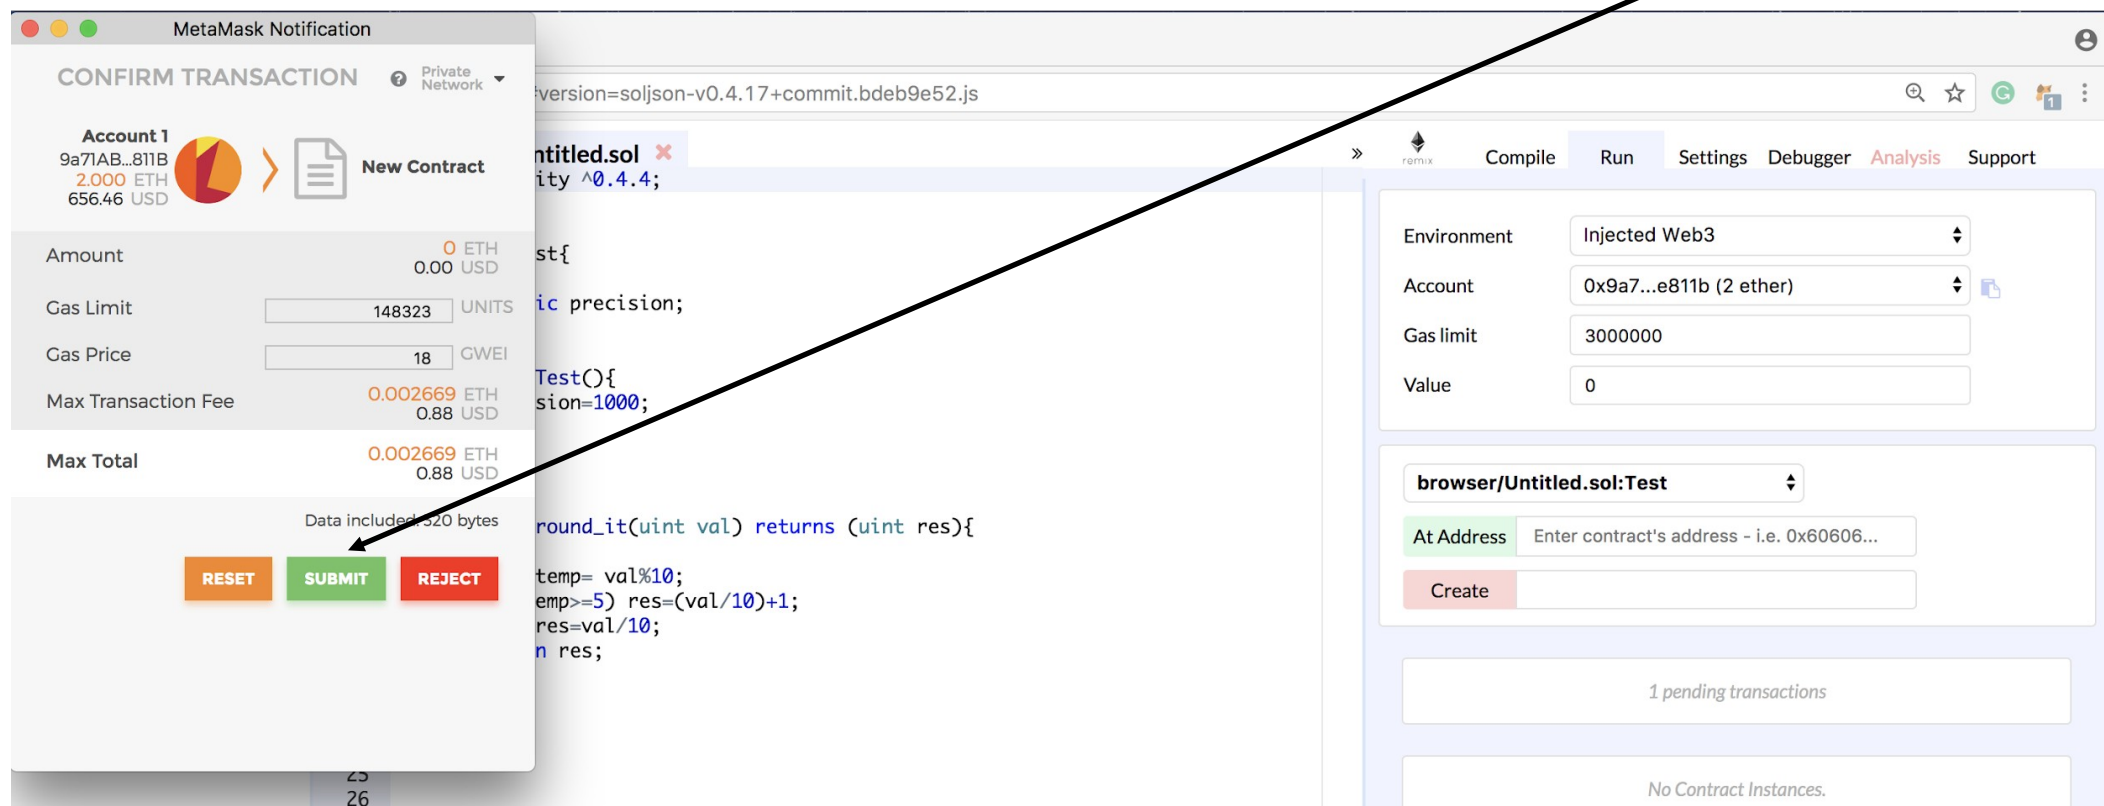 MetaMask Notification
CONFIRM TRANSACTION
Private
Network
Account 1
9a71AB...811B
2.000 ETH
656.46 USD
New Contract
Amount
0 ETH
0.00 USD
Gas Limit
148323 UNITS
Gas Price
18 GWEI
Max Transaction Fee
0.002669 ETH
0.88 USD
Max Total
0.002669 ETH
0.88 USD
Data included: 320 bytes
RESET SUBMIT REJECT
version=soljson-v0.4.17+commit.bdeb9e52.js
1
ntitled.sol
ity ^0.4.4;
st{
ic precision;
Test(){
sion=1000;
round_it(uint val) returns (uint res){
temp= val%10;
emp>=5) res=(val/10)+1;
res=val/10;
n res;
25
26
»
remix
Compile Run Settings Debugger Analysis Support
Environment Injected Web3
Account 0x9a7...e811b (2 ether)
Gas limit 3000000
Value 0
browser/Untitled.sol:Test
At Address Enter contract's address - i.e. 0x60606...
Create
1 pending transactions
No Contract Instances.